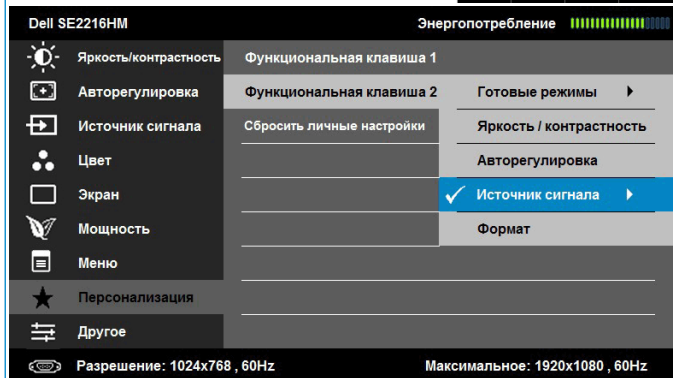 Dell SE2216HM Энергопотребление
Яркость/контрастность Функциональная клавиша 1
Авторегулировка Функциональная клавиша 2 Готовые режимы
Источник сигнала Сбросить личные настройки Яркость / контрастность
Цвет Авторегулировка
Экран Источник сигнала
Мощность Формат
Меню
Персонализация
Другое
Разрешение: 1024x768 , 60Hz Максимальное: 1920x1080 , 60Hz